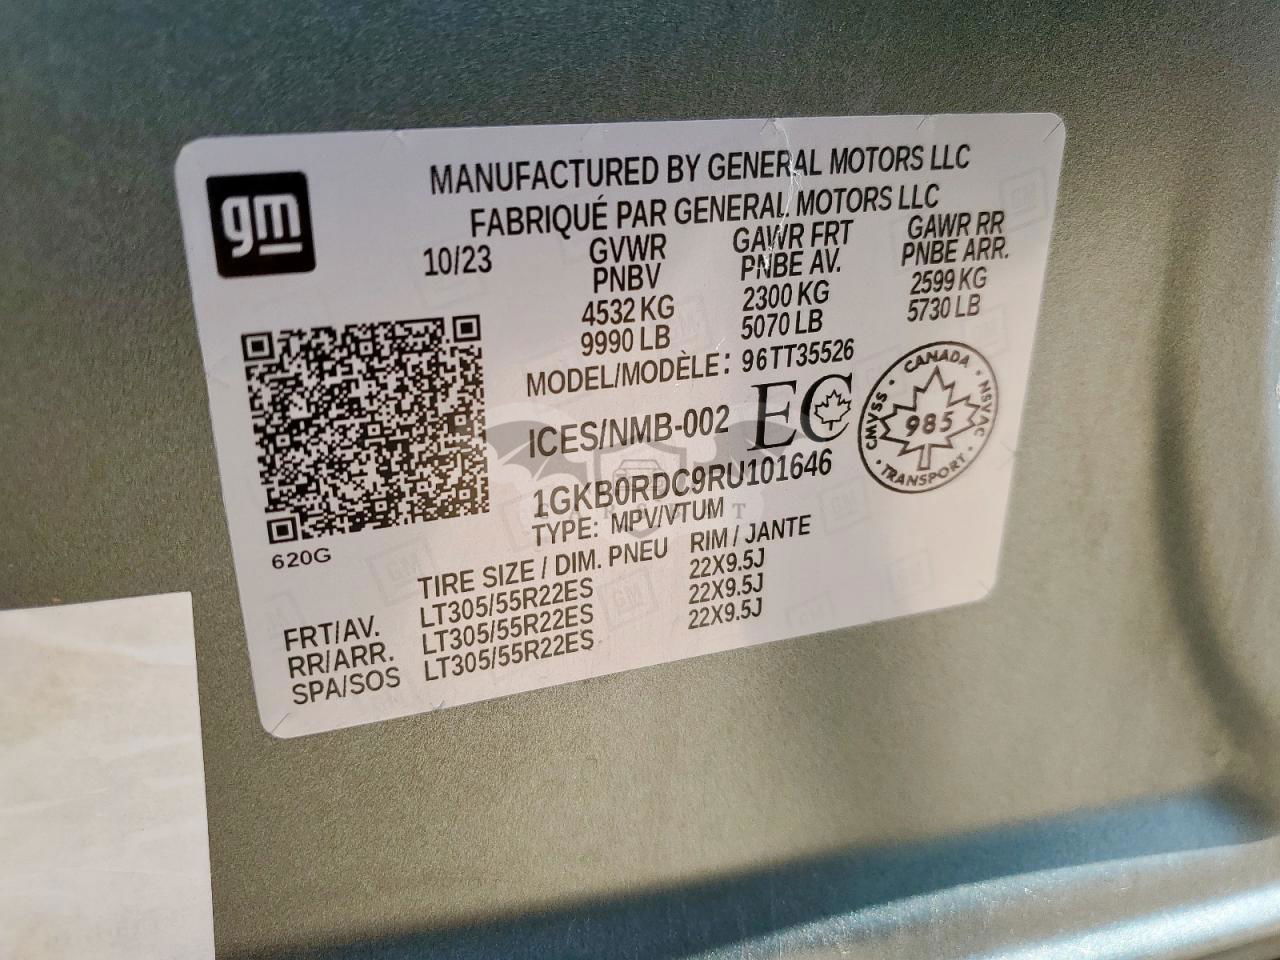 gm
MANUFACTURED BY GENERAL MOTORS LLC
FABRIQUÉ PAR GENERAL MOTORS LLC
10/23
GVWR
PNBV
4532 KG
9990 LB
GAWR FRT
PNBE AV.
2300 KG
5070 LB
GAWR RR
PNBE ARR.
2599 KG
5730 LB
MODEL/MODÈLE: 96TT35526
ICES/NMB-002 EC
CANADA
CMVSS
NSVAC
985
TRANSPORT
1GKB0RDC9RU101646
TYPE: MPV/VTUM
620G
TIRE SIZE / DIM. PNEU RIM / JANTE
FRT/AV. LT305/55R22ES 22X9.5J
RR/ARR. LT305/55R22ES 22X9.5J
SPA/SOS LT305/55R22ES 22X9.5J